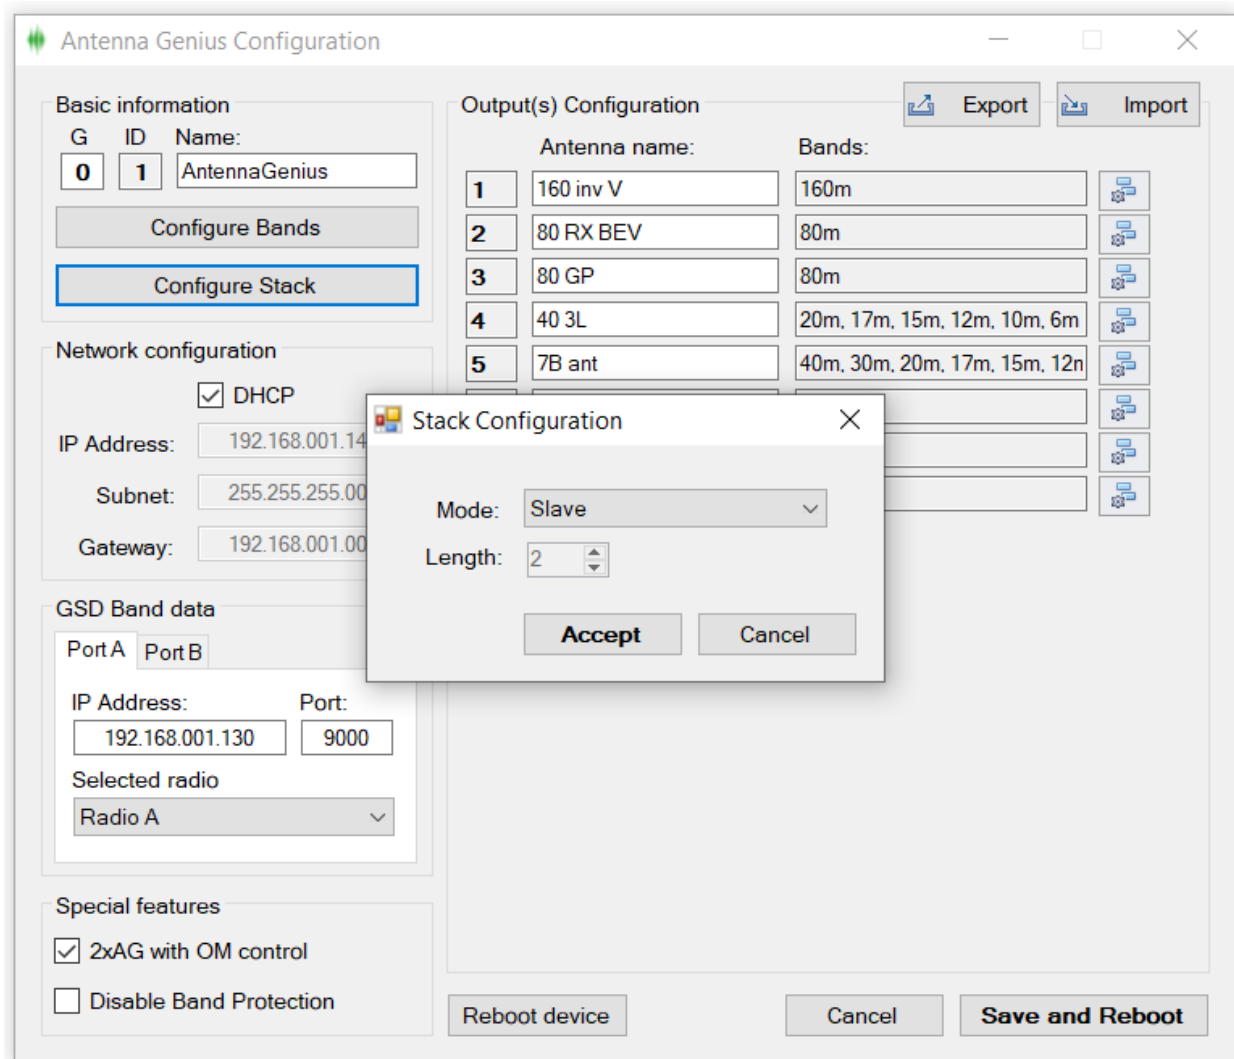 Antenna Genius Configuration
Basic information
G ID Name:
0 1 AntennaGenius
Configure Bands
Configure Stack
Network configuration
DHCP
IP Address: 192.168.001.14
Subnet: 255.255.255.00
Gateway: 192.168.001.00
GSD Band data
Port A Port B
IP Address: Port:
192.168.001.130 9000
Selected radio
Radio A
Special features
2xAG with OM control
Disable Band Protection
Output(s) Configuration
Export Import
Antenna name: Bands:
1 160 inv V 160m
2 80 RX BEV 80m
3 80 GP 80m
4 40 3L 20m, 17m, 15m, 12m, 10m, 6m
5 7B ant 40m, 30m, 20m, 17m, 15m, 12m
Stack Configuration
Mode: Slave
Length: 2
Accept Cancel
Reboot device Cancel Save and Reboot